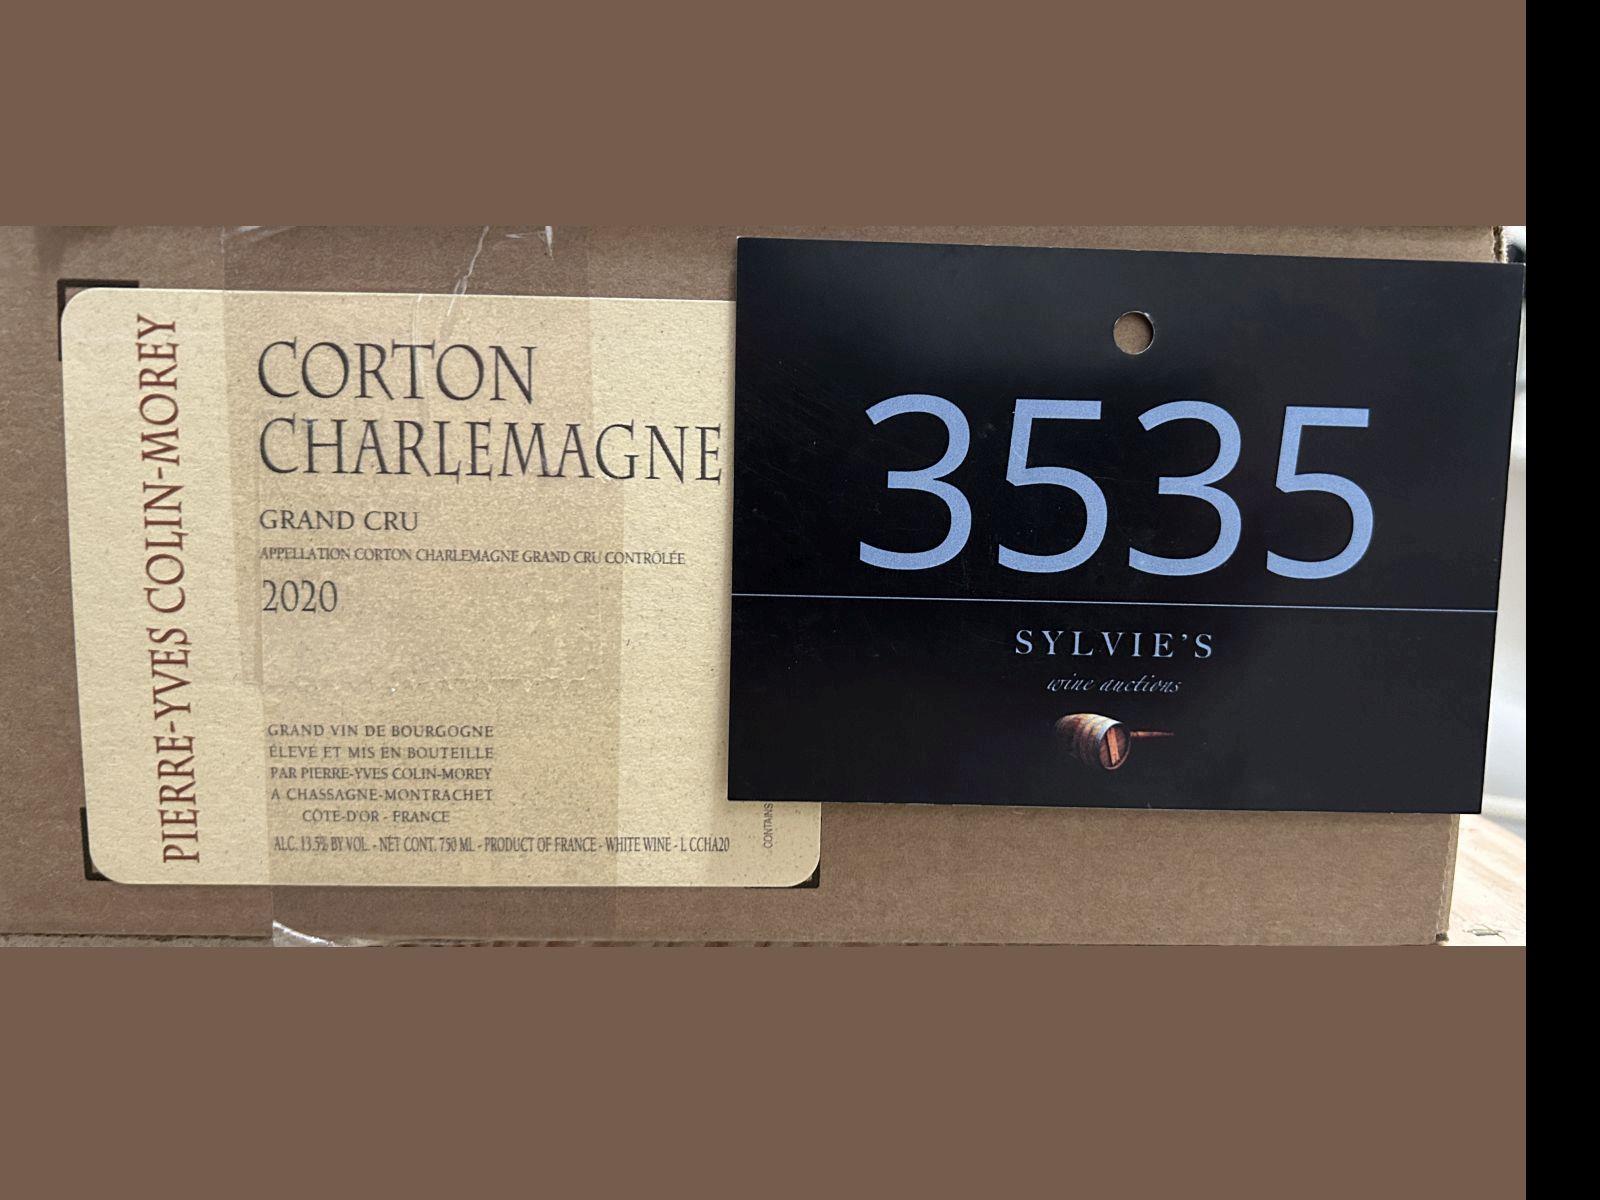 PIERRE-YVES COLIN-MOREY
CORTON
CHARLEMAGNE
GRAND CRU
APPELLATION CORTON CHARLEMAGNE GRAND CRU CONTRÔLÉE
2020
GRAND VIN DE BOURGOGNE
ÉLEVÉ ET MIS EN BOUTEILLE
PAR PIERRE-YVES COLIN-MOREY
A CHASSAGNE-MONTRACHET
CÔTE-D'OR - FRANCE
ALC. 13.5% BY VOL. - NET CONT. 750 ML - PRODUCT OF FRANCE - WHITE WINE - L CCHA20
CONTAINS
3535
SYLVIE'S
wine auctions